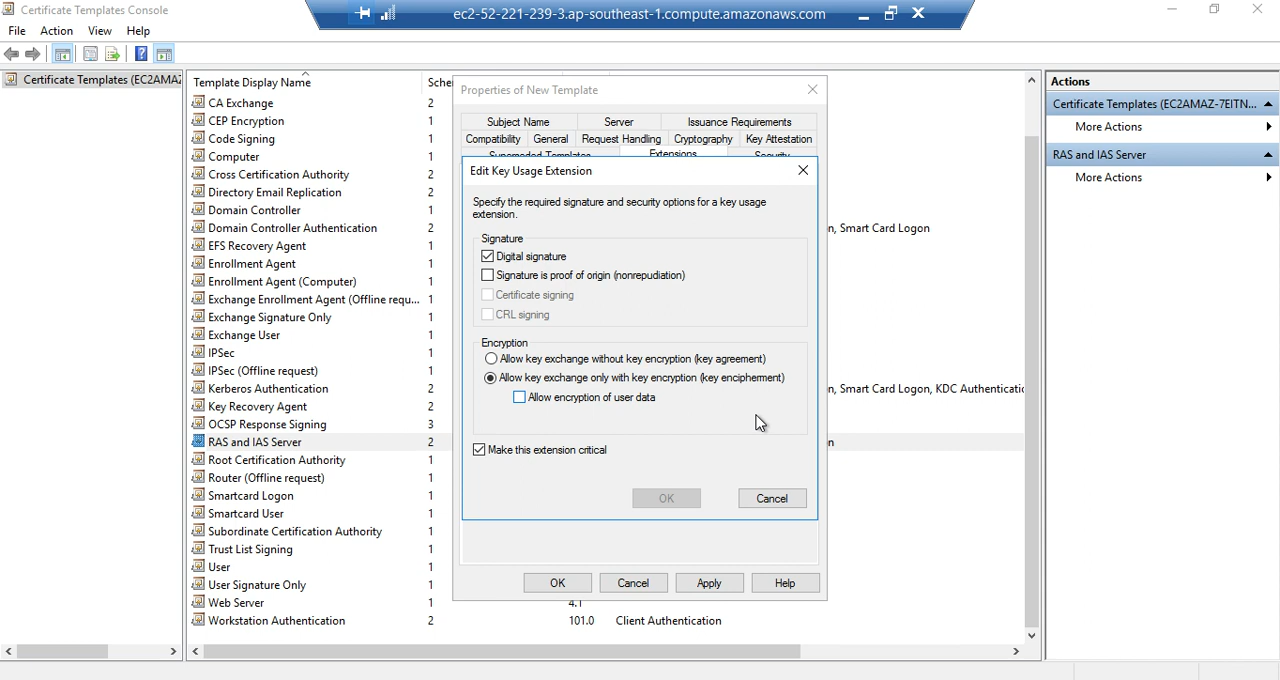 Certificate Templates Console
ec2-52-221-239-3.ap-southeast-1.compute.amazonaws.com
File Action View Help
Certificate Templates (EC2AMAZ
Template Display Name Sche
CA Exchange 2
CEP Encryption 1
Code Signing 1
Computer 1
Cross Certification Authority 2
Directory Email Replication 2
Domain Controller 1
Domain Controller Authentication 2 n, Smart Card Logon
EFS Recovery Agent 1
Enrollment Agent 1
Enrollment Agent (Computer) 1
Exchange Enrollment Agent (Offline requ... 1
Exchange Signature Only 1
Exchange User 1
IPSec 1
IPSec (Offline request) 1
Kerberos Authentication 2 n, Smart Card Logon, KDC Authenticatio
Key Recovery Agent 2
OCSP Response Signing 3
RAS and IAS Server 2 n
Root Certification Authority 1
Router (Offline request) 1
Smartcard Logon 1
Smartcard User 1
Subordinate Certification Authority 1
Trust List Signing 1
User 1
User Signature Only 1
Web Server 1 4.1
Workstation Authentication 2 101.0 Client Authentication
Properties of New Template
Subject Name Server Issuance Requirements
Compatibility General Request Handling Cryptography Key Attestation
Superseded Templates Extensions Security
Edit Key Usage Extension
Specify the required signature and security options for a key usage
extension.
Signature
Digital signature
Signature is proof of origin (nonrepudiation)
Certificate signing
CRL signing
Encryption
Allow key exchange without key encryption (key agreement)
Allow key exchange only with key encryption (key encipherment)
Allow encryption of user data
Make this extension critical
OK Cancel
OK Cancel Apply Help
Actions
Certificate Templates (EC2AMAZ-7EITN...
More Actions
RAS and IAS Server
More Actions